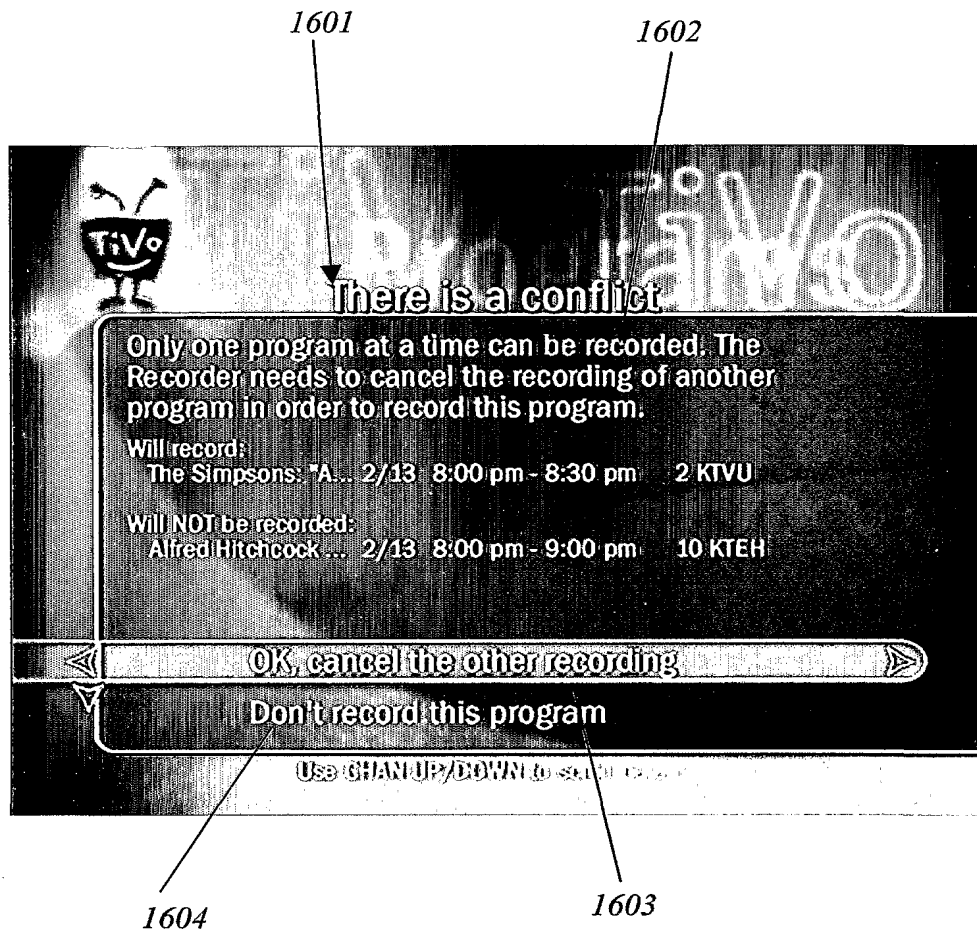 1601
1602
TiVo
TiVo
There is a conflict
Only one program at a time can be recorded. The
Recorder needs to cancel the recording of another
program in order to record this program.
Will record:
The Simpsons: "A... 2/13 8:00 pm - 8:30 pm 2 KTVU
Will NOT be recorded:
Alfred Hitchcock ... 2/13 8:00 pm - 9:00 pm 10 KTEH
OK, cancel the other recording
Don't record this program
Use CHAN UP/DOWN to
1604
1603